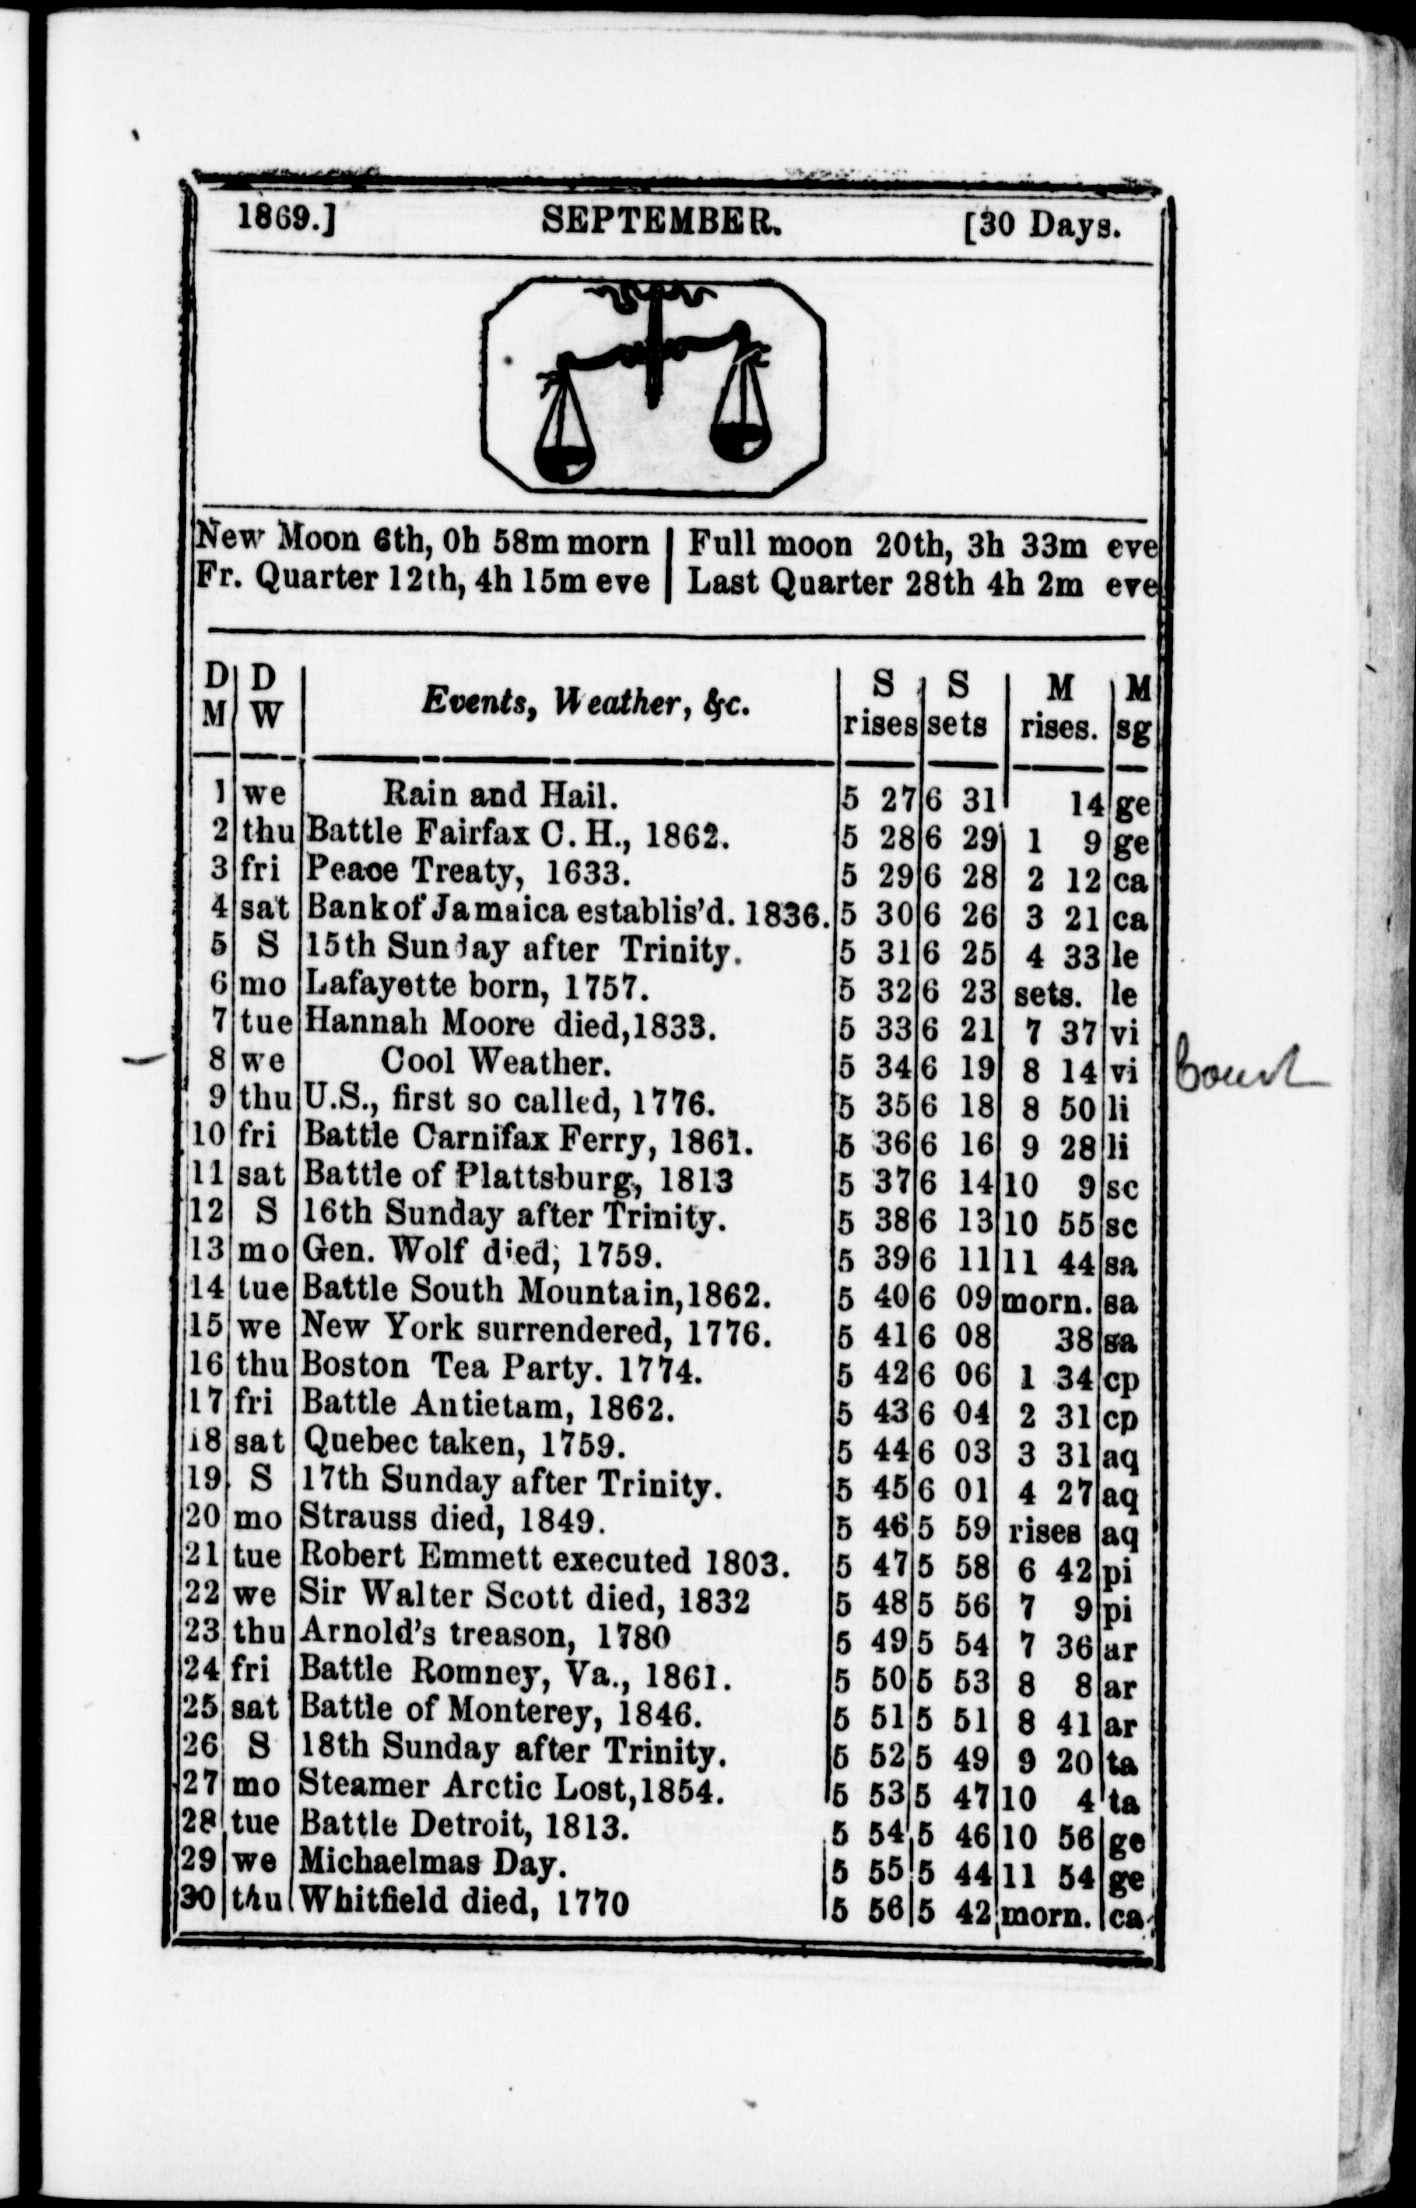 1869.] SEPTEMBER. [30 Days.
New Moon 6th, 0h 58m morn | Full moon 20th, 3h 33m eve
Fr. Quarter 12th, 4h 15m eve | Last Quarter 28th 4h 2m eve
D D S S M M
M W Events, Weather, &c. rises sets rises. sg
1 we Rain and Hail. 5 27 6 31 14 ge
2 thu Battle Fairfax C. H., 1862. 5 28 6 29 1 9 ge
3 fri Peace Treaty, 1633. 5 29 6 28 2 12 ca
4 sat Bank of Jamaica establis'd. 1836. 5 30 6 26 3 21 ca
5 S 15th Sunday after Trinity. 5 31 6 25 4 33 le
6 mo Lafayette born, 1757. 5 32 6 23 sets. le
7 tue Hannah Moore died, 1833. 5 33 6 21 7 37 vi
8 we Cool Weather. 5 34 6 19 8 14 vi Court
9 thu U.S., first so called, 1776. 5 35 6 18 8 50 li
10 fri Battle Carnifax Ferry, 1861. 5 36 6 16 9 28 li
11 sat Battle of Plattsburg, 1813 5 37 6 14 10 9 sc
12 S 16th Sunday after Trinity. 5 38 6 13 10 55 sc
13 mo Gen. Wolf died, 1759. 5 39 6 11 11 44 sa
14 tue Battle South Mountain, 1862. 5 40 6 09 morn. sa
15 we New York surrendered, 1776. 5 41 6 08 38 sa
16 thu Boston Tea Party. 1774. 5 42 6 06 1 34 cp
17 fri Battle Antietam, 1862. 5 43 6 04 2 31 cp
18 sat Quebec taken, 1759. 5 44 6 03 3 31 aq
19 S 17th Sunday after Trinity. 5 45 6 01 4 27 aq
20 mo Strauss died, 1849. 5 46 5 59 rises aq
21 tue Robert Emmett executed 1803. 5 47 5 58 6 42 pi
22 we Sir Walter Scott died, 1832 5 48 5 56 7 9 pi
23 thu Arnold's treason, 1780 5 49 5 54 7 36 ar
24 fri Battle Romney, Va., 1861. 5 50 5 53 8 8 ar
25 sat Battle of Monterey, 1846. 5 51 5 51 8 41 ar
26 S 18th Sunday after Trinity. 5 52 5 49 9 20 ta
27 mo Steamer Arctic Lost, 1854. 5 53 5 47 10 4 ta
28 tue Battle Detroit, 1813. 5 54 5 46 10 56 ge
29 we Michaelmas Day. 5 55 5 44 11 54 ge
30 thu Whitfield died, 1770 5 56 5 42 morn. ca